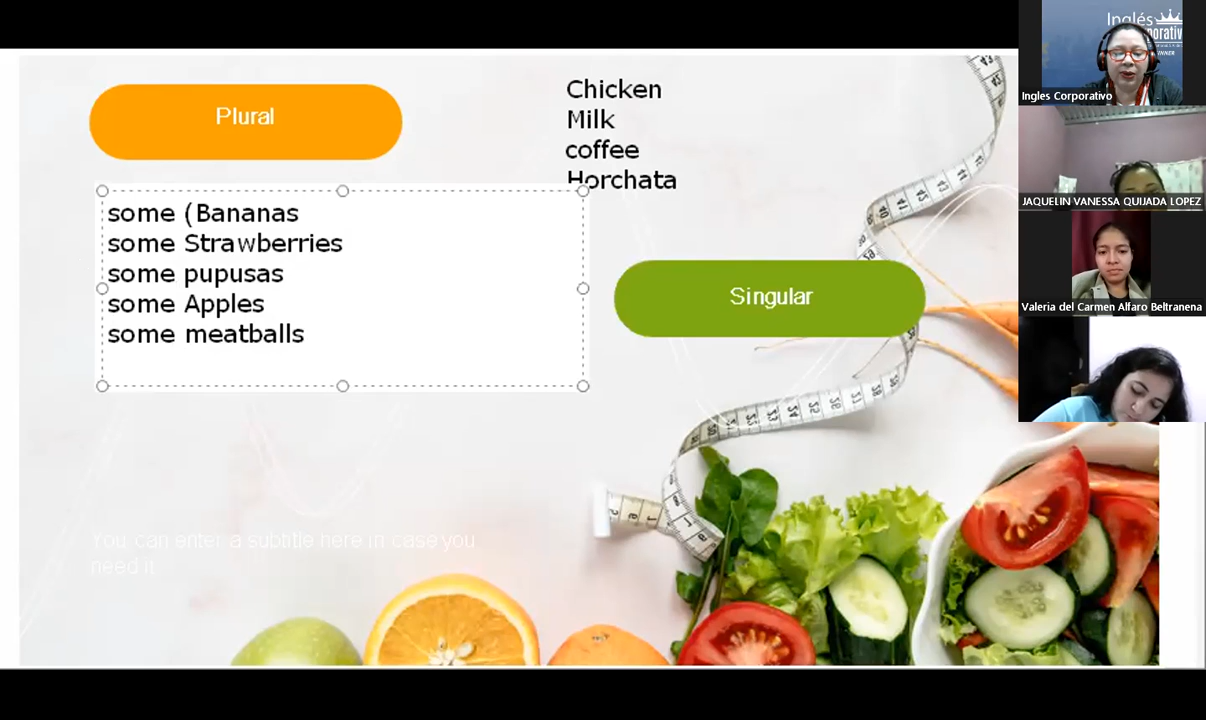 Plural
Chicken
Milk
coffee
Horchata
some (Bananas
some Strawberries
some pupusas
some Apples
some meatballs
Singular
You can enter a subtitle here in case you
need it
Inglés
Ingles Corporativo
JAQUELIN VANESSA QUIJADA LOPEZ
Valeria del Carmen Alfaro Beltranena